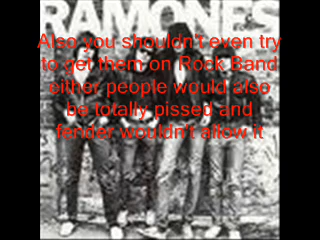 RAMONES
Also you shouldn't even try
to get them on Rock Band
either people would also
be totally pissed and
fender wouldn't allow it